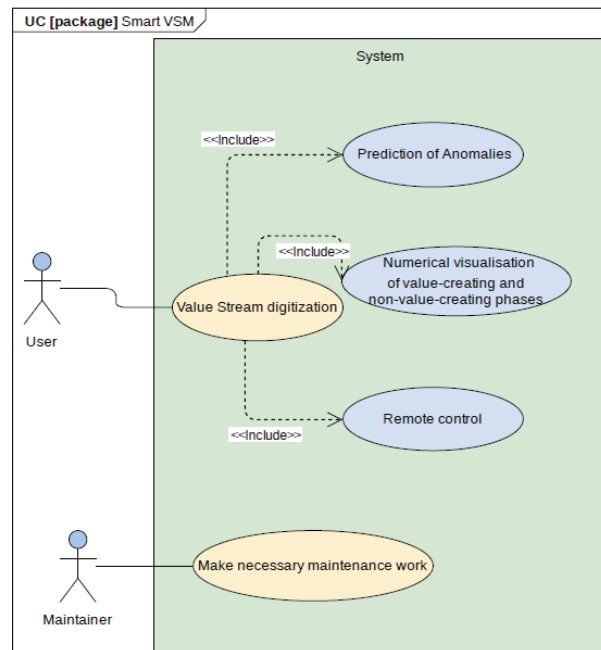 UC [package] Smart VSM
System
<<Include>>
Prediction of Anomalies
<<Include>>
Numerical visualisation
of value-creating and
non-value-creating phases
Value Stream digitization
User
<<Include>>
Remote control
Make necessary maintenance work
Maintainer